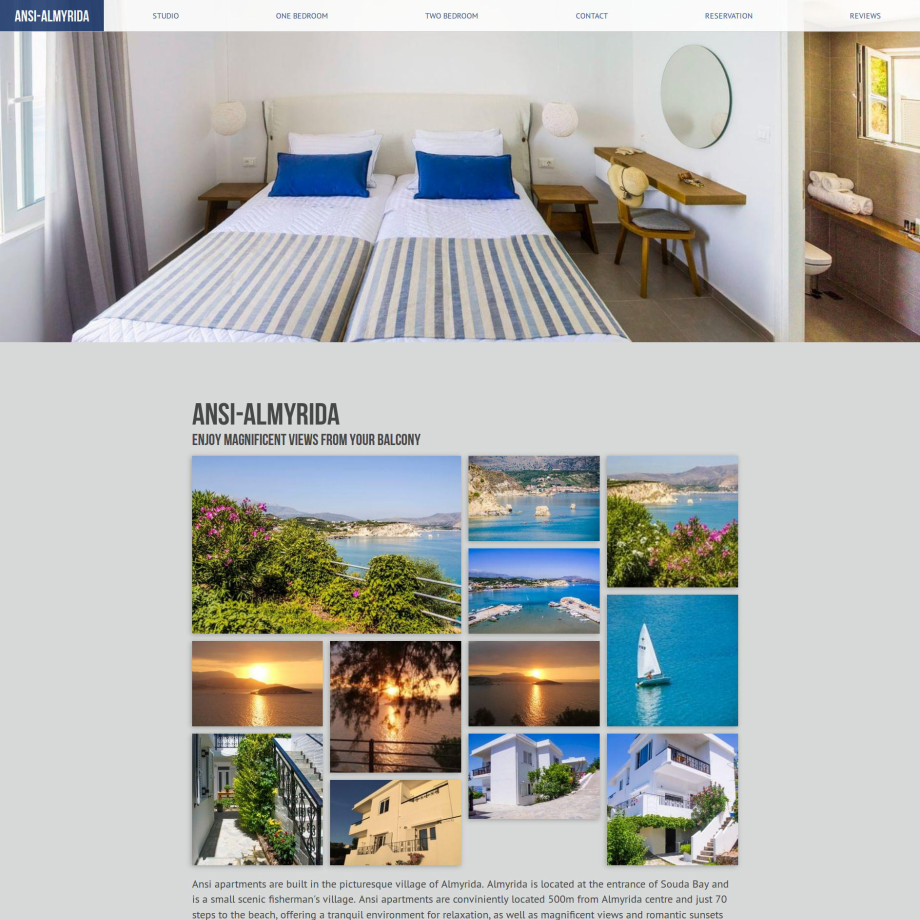 ANSI-ALMYRIDA
STUDIO
ONE BEDROOM
TWO BEDROOM
CONTACT
RESERVATION
REVIEWS
ANSI-ALMYRIDA
ENJOY MAGNIFICENT VIEWS FROM YOUR BALCONY
Ansi apartments are built in the picturesque village of Almyrida. Almyrida is located at the entrance of Souda Bay and
is a small scenic fisherman's village. Ansi apartments are conviniently located 500m from Almyrida centre and just 70
steps to the beach, offering a tranquil environment for relaxation, as well as magnificent views and romantic sunsets